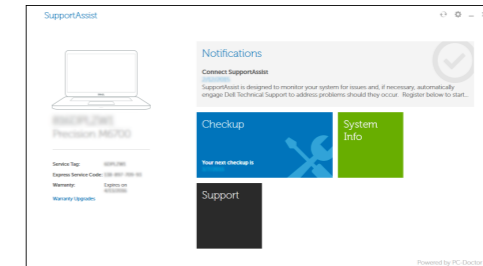 SupportAssist
Notifications
Connect SupportAssist
SupportAssist is designed to monitor your system for issues and, if necessary, automatically
engage Dell Technical Support to address problems should they occur. Register below to start...
Precision M6700
Checkup
Your next checkup is
System
Info
Service Tag:
Express Service Code:
Warranty: Expires on
Warranty Upgrades
Support
Powered by PC-Doctor